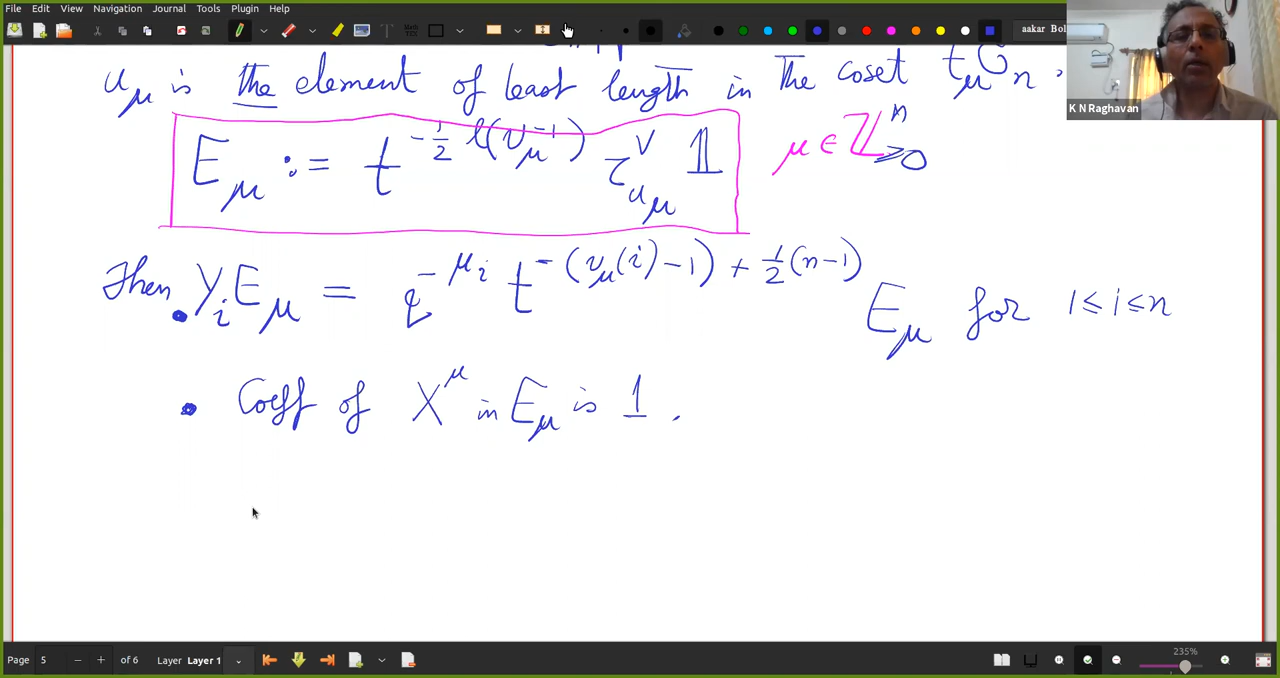 File Edit View Navigation Journal Tools Plugin Help
aakar Bol
K N Raghavan
u_μ is the element of least length in the coset t_μ S_n.
E_μ := t^{-½ l(v_μ^{-1})} τ^∨_{u_μ} 𝟙 μ ∈ ℤ^n_{≥0}
Then • Y_i E_μ = q^{-μ_i} t^{-(v_μ(i)-1) + ½(n-1)} E_μ for 1 ≤ i ≤ n
• Coeff of X^μ in E_μ is 1.
Page 5 of 6 Layer Layer 1 235%